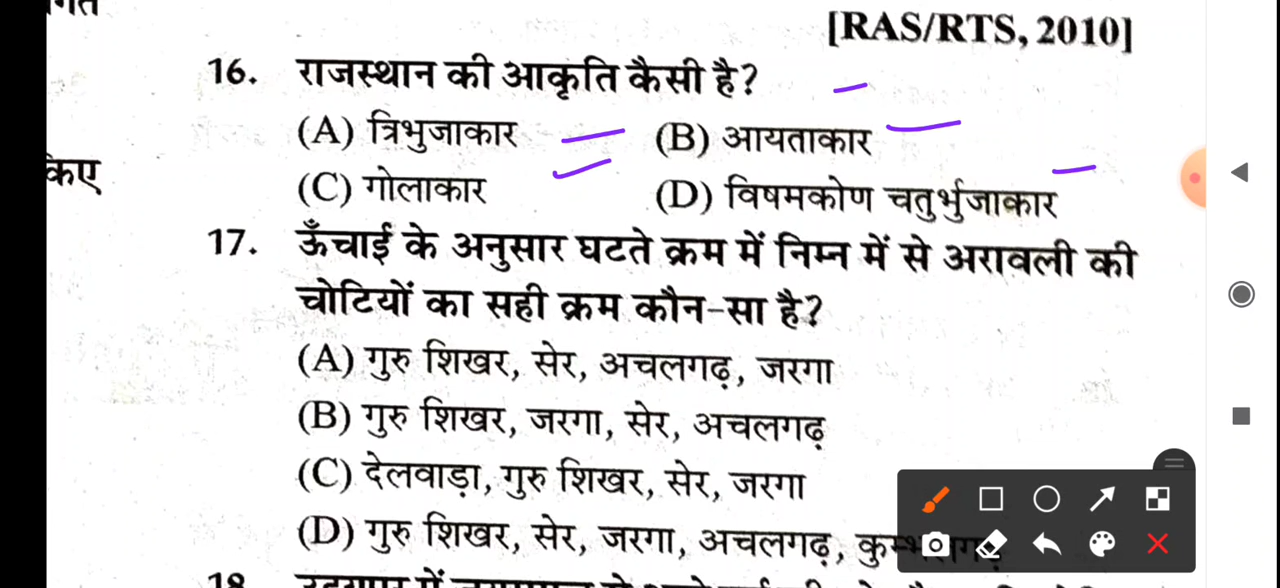 [RAS/RTS, 2010]
16. राजस्थान की आकृति कैसी है?
(A) त्रिभुजाकार (B) आयताकार
किए
(C) गोलाकार (D) विषमकोण चतुर्भुजाकार
17. ऊँचाई के अनुसार घटते क्रम में निम्न में से अरावली की
चोटियों का सही क्रम कौन-सा है?
(A) गुरु शिखर, सेर, अचलगढ़, जरगा
(B) गुरु शिखर, जरगा, सेर, अचलगढ़
(C) देलवाड़ा, गुरु शिखर, सेर, जरगा
(D) गुरु शिखर, सेर, जरगा, अचलगढ़,
18.